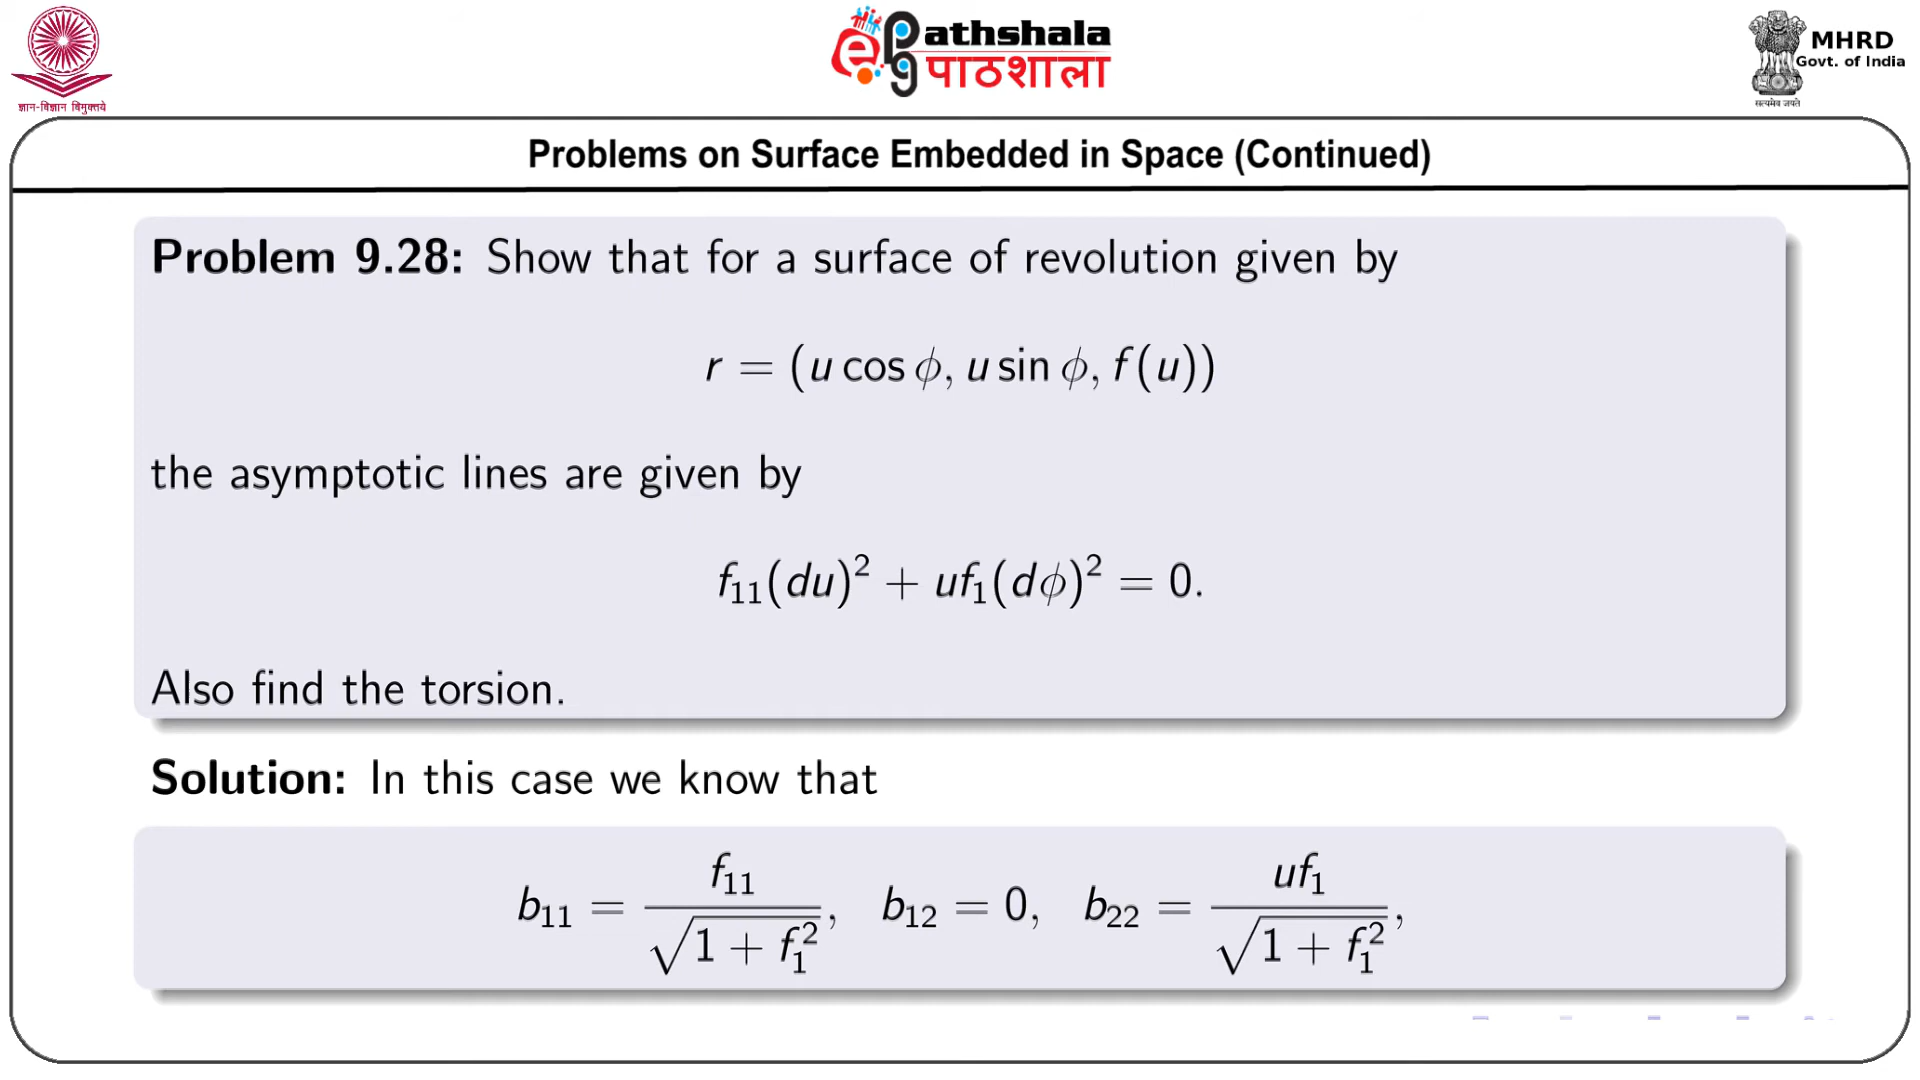 ज्ञान-विज्ञान विमुक्तये
ePG Pathshala
पाठशाला
MHRD
Govt. of India
सत्यमेव जयते
Problems on Surface Embedded in Space (Continued)
Problem 9.28: Show that for a surface of revolution given by
r = (u cos ϕ, u sin ϕ, f(u))
the asymptotic lines are given by
f₁₁(du)² + uf₁(dϕ)² = 0.
Also find the torsion.
Solution: In this case we know that
b₁₁ = f₁₁/√(1 + f₁²), b₁₂ = 0, b₂₂ = uf₁/√(1 + f₁²),